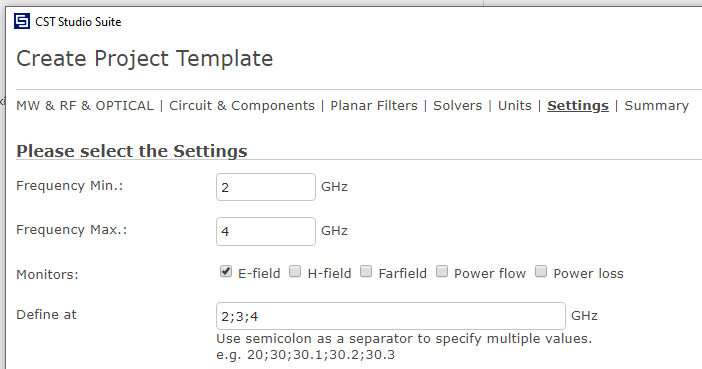 CST Studio Suite
Create Project Template
MW & RF & OPTICAL | Circuit & Components | Planar Filters | Solvers | Units | Settings | Summary
Please select the Settings
Frequency Min.: 2 GHz
Frequency Max.: 4 GHz
Monitors: E-field H-field Farfield Power flow Power loss
Define at 2;3;4 GHz
Use semicolon as a separator to specify multiple values.
e.g. 20;30;30.1;30.2;30.3